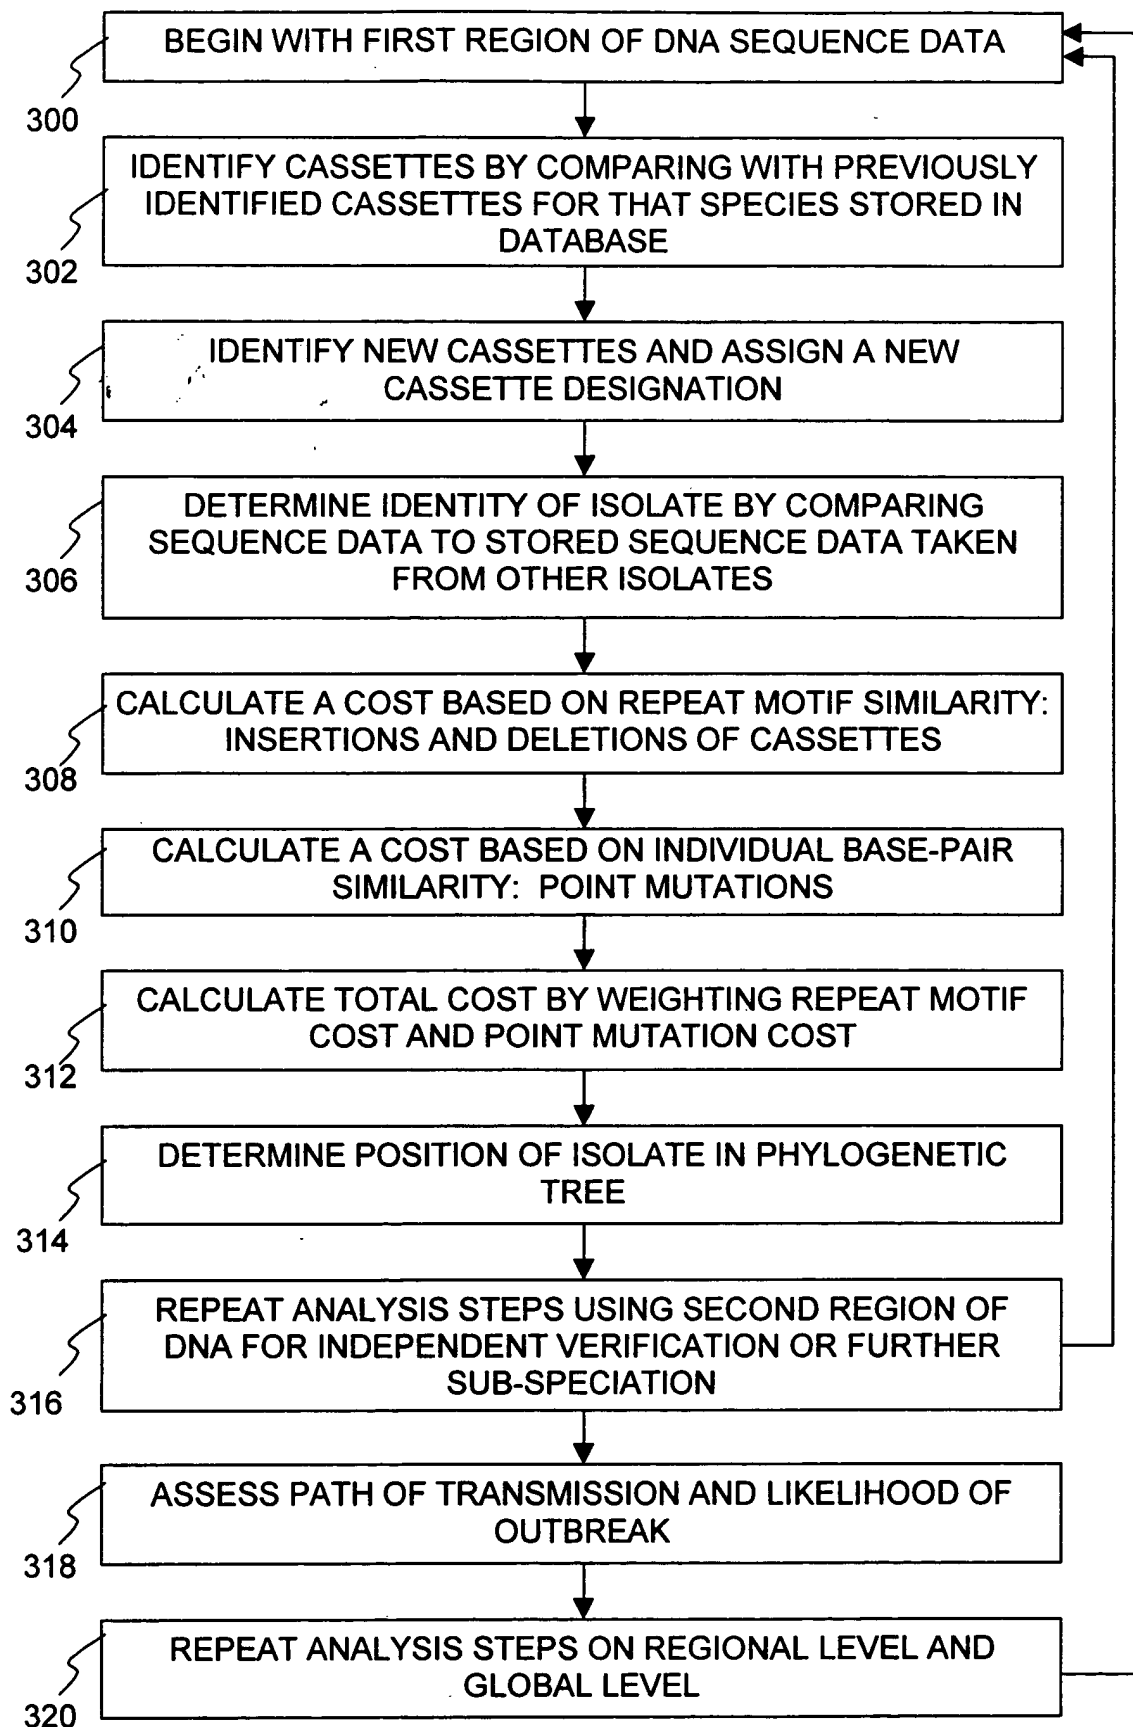 BEGIN WITH FIRST REGION OF DNA SEQUENCE DATA
300
IDENTIFY CASSETTES BY COMPARING WITH PREVIOUSLY
IDENTIFIED CASSETTES FOR THAT SPECIES STORED IN
DATABASE
302
IDENTIFY NEW CASSETTES AND ASSIGN A NEW
CASSETTE DESIGNATION
304
DETERMINE IDENTITY OF ISOLATE BY COMPARING
SEQUENCE DATA TO STORED SEQUENCE DATA TAKEN
FROM OTHER ISOLATES
306
CALCULATE A COST BASED ON REPEAT MOTIF SIMILARITY:
INSERTIONS AND DELETIONS OF CASSETTES
308
CALCULATE A COST BASED ON INDIVIDUAL BASE-PAIR
SIMILARITY: POINT MUTATIONS
310
CALCULATE TOTAL COST BY WEIGHTING REPEAT MOTIF
COST AND POINT MUTATION COST
312
DETERMINE POSITION OF ISOLATE IN PHYLOGENETIC
TREE
314
REPEAT ANALYSIS STEPS USING SECOND REGION OF
DNA FOR INDEPENDENT VERIFICATION OR FURTHER
SUB-SPECIATION
316
ASSESS PATH OF TRANSMISSION AND LIKELIHOOD OF
OUTBREAK
318
REPEAT ANALYSIS STEPS ON REGIONAL LEVEL AND
GLOBAL LEVEL
320